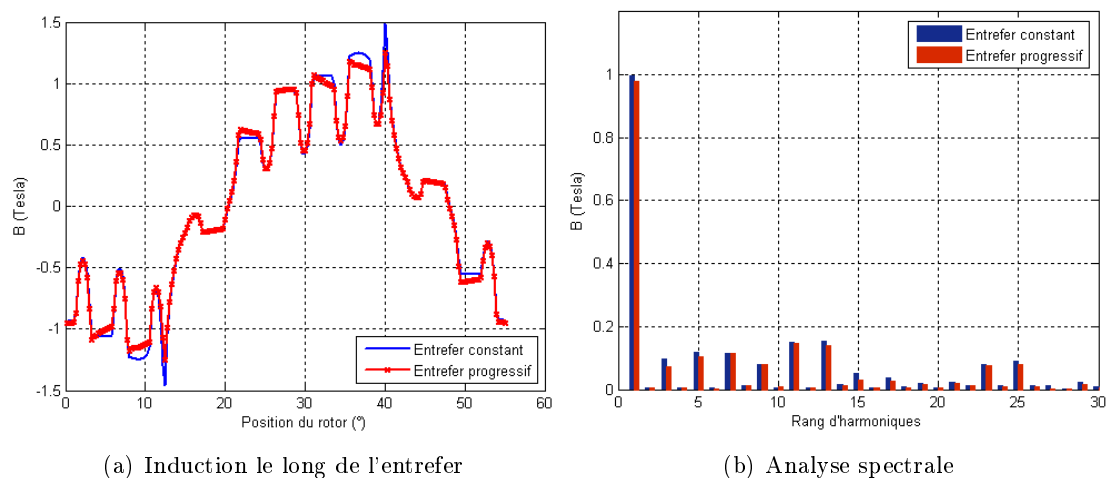 1.5
1
0.5
0
-0.5
-1
-1.5
B (Tesla)
0 10 20 30 40 50 60
Position du rotor (°)
Entrefer constant
Entrefer progressif
(a) Induction le long de l'entrefer
Entrefer constant
Entrefer progressif
1
0.8
0.6
0.4
0.2
0
B (Tesla)
0 5 10 15 20 25 30
Rang d'harmoniques
(b) Analyse spectrale